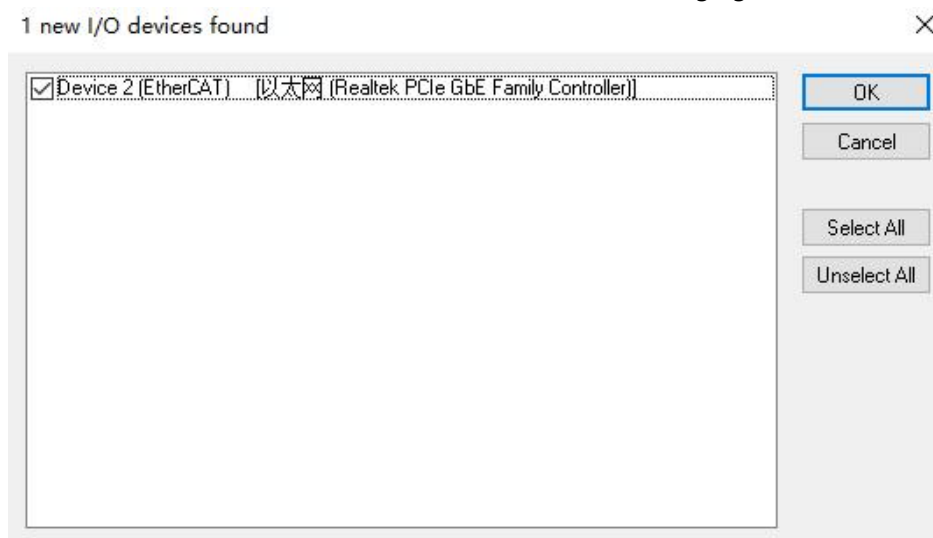 1 new I/O devices found
Device 2 (EtherCAT) [以太网 (Realtek PCIe GbE Family Controller)]
OK
Cancel
Select All
Unselect All